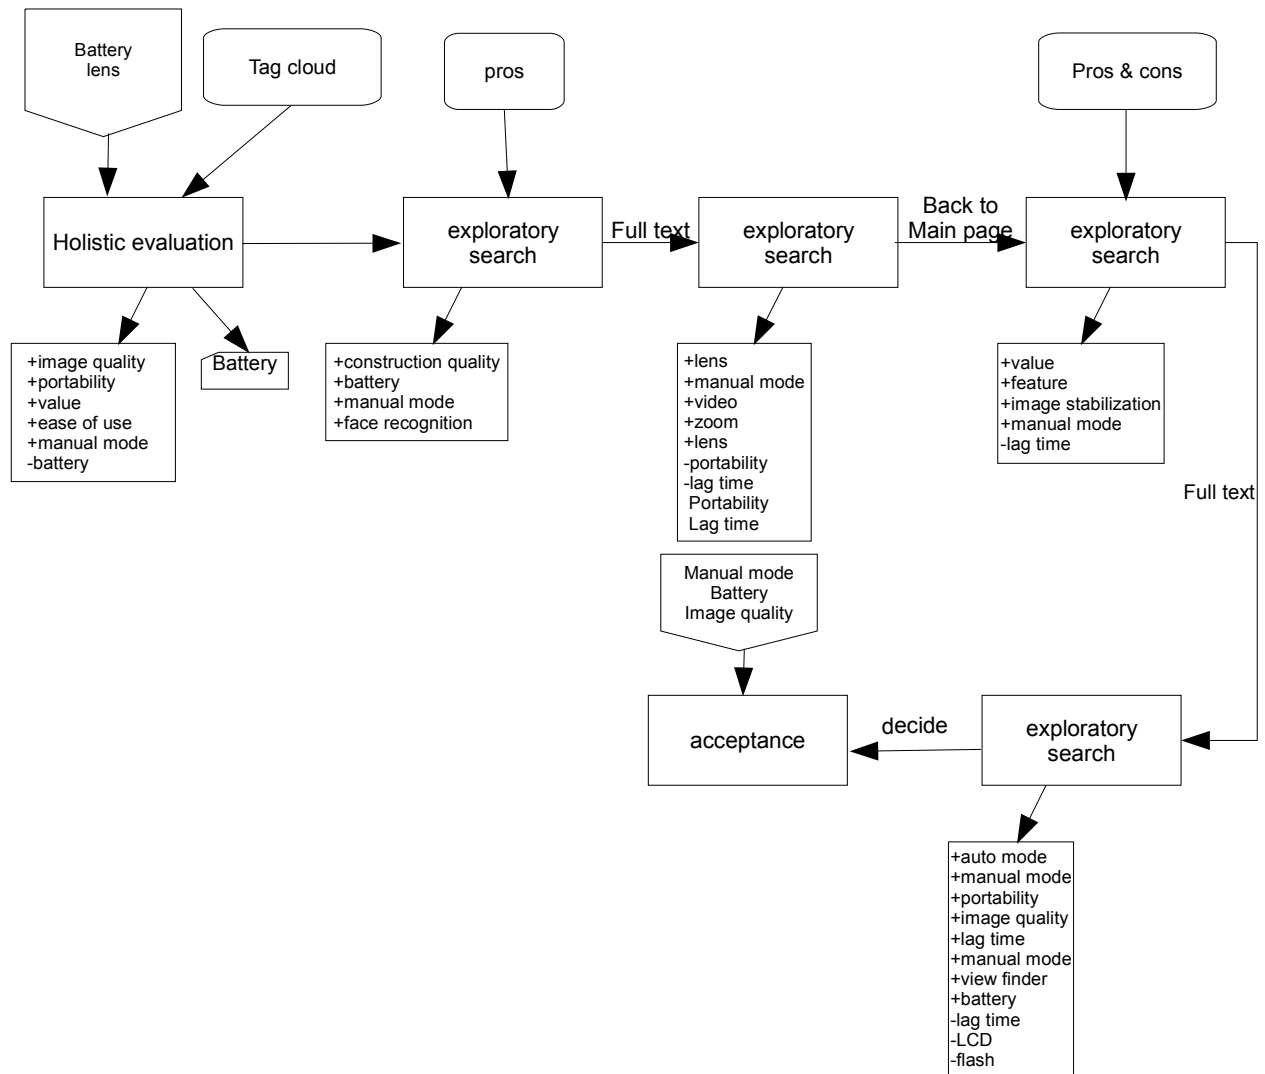 Battery
lens
Tag cloud
pros
Pros & cons
Holistic evaluation
exploratory
search
Full text
exploratory
search
Back to
Main page
exploratory
search
+image quality
+portability
+value
+ease of use
+manual mode
-battery
Battery
+construction quality
+battery
+manual mode
+face recognition
+lens
+manual mode
+video
+zoom
+lens
-portability
-lag time
Portability
Lag time
+value
+feature
+image stabilization
+manual mode
-lag time
Full text
Manual mode
Battery
Image quality
acceptance
decide
exploratory
search
+auto mode
+manual mode
+portability
+image quality
+lag time
+manual mode
+view finder
+battery
-lag time
-LCD
-flash